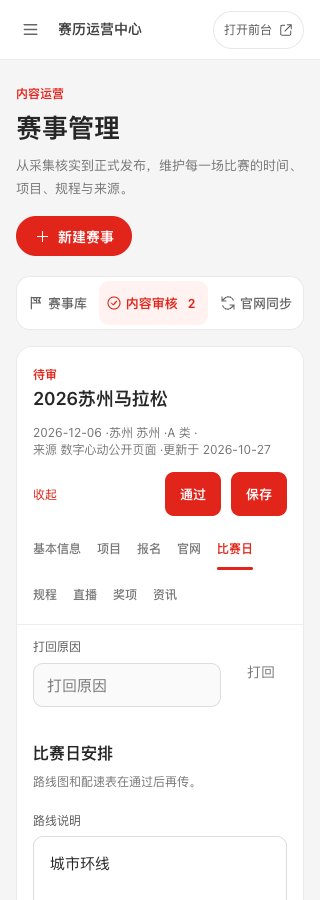 赛历运营中心
打开前台
内容运营
赛事管理
从采集核实到正式发布，维护每一场比赛的时间、
项目、规程与来源。
新建赛事
赛事库
内容审核 2
官网同步
待审
2026苏州马拉松
2026-12-06 ·苏州 苏州 ·A 类 ·
来源 数字心动公开页面 ·更新于 2026-10-27
收起
通过
保存
基本信息 项目 报名 官网 比赛日
规程 直播 奖项 资讯
打回原因
打回原因
打回
比赛日安排
路线图和配速表在通过后再传。
路线说明
城市环线